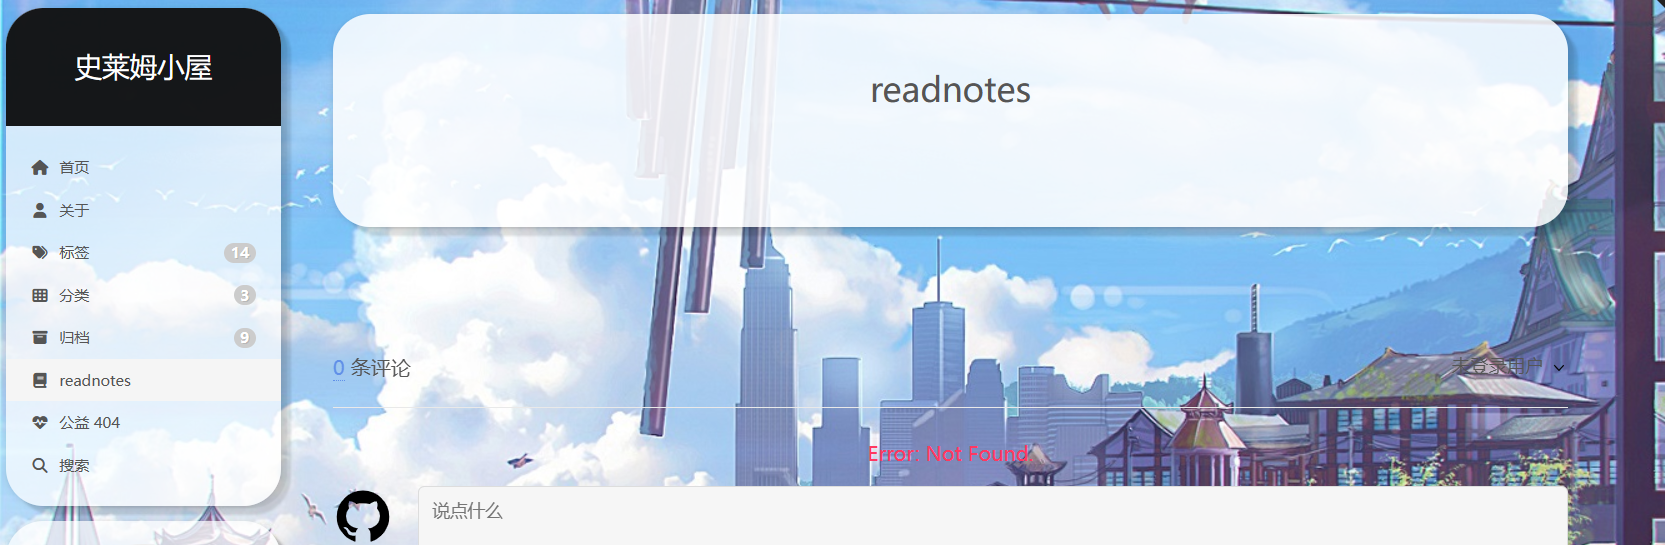 史莱姆小屋
首页
关于
标签 14
分类 3
归档 9
readnotes
公益 404
搜索
readnotes
0 条评论
未登录用户
Error: Not Found.
说点什么